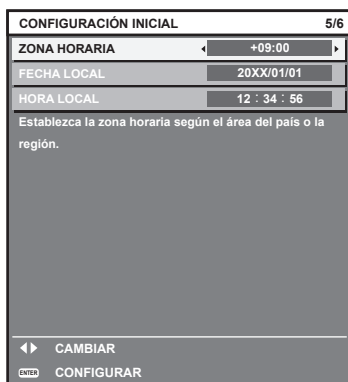 CONFIGURACIÓN INICIAL 5/6
ZONA HORARIA +09:00
FECHA LOCAL 20XX/01/01
HORA LOCAL 12 : 34 : 56
Establezca la zona horaria según el área del país o la
región.
CAMBIAR
ENTER CONFIGURAR